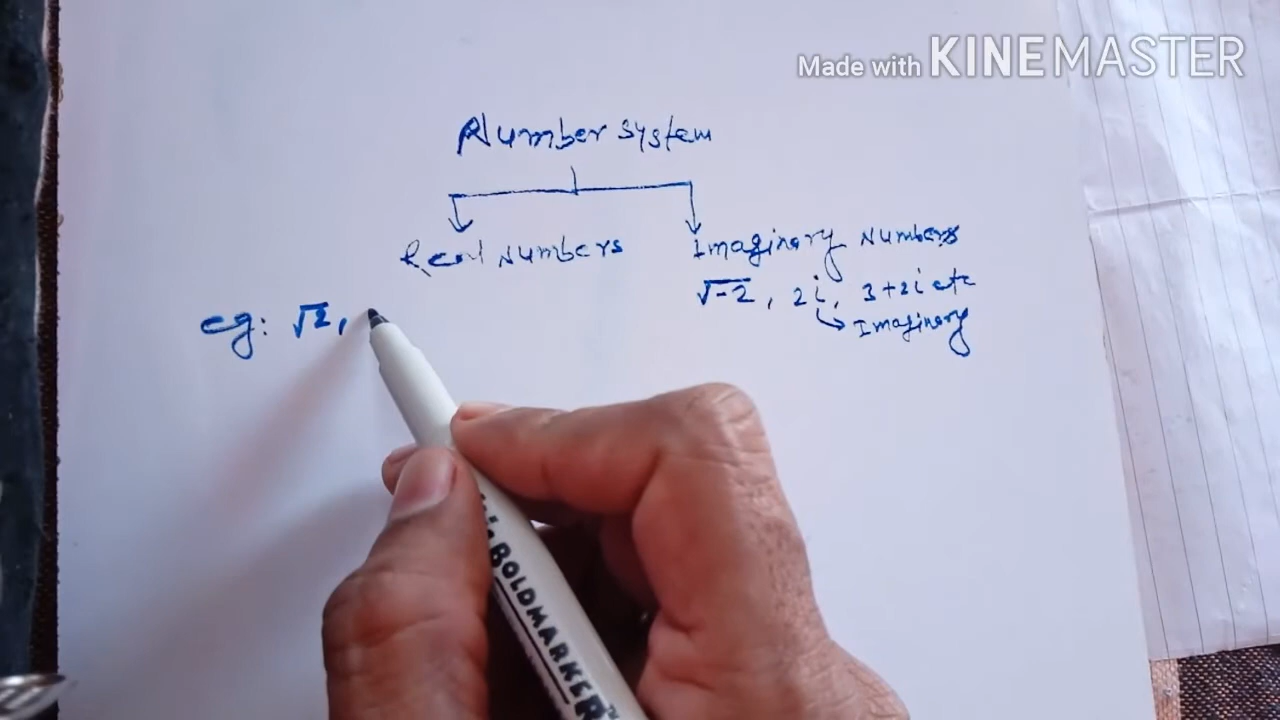 Made with KINEMASTER
Number System
Real Numbers
Imaginary Numbers
√-2, 2i, 3+2i etc
Imaginary
eg: √2,
BOLDMARKER